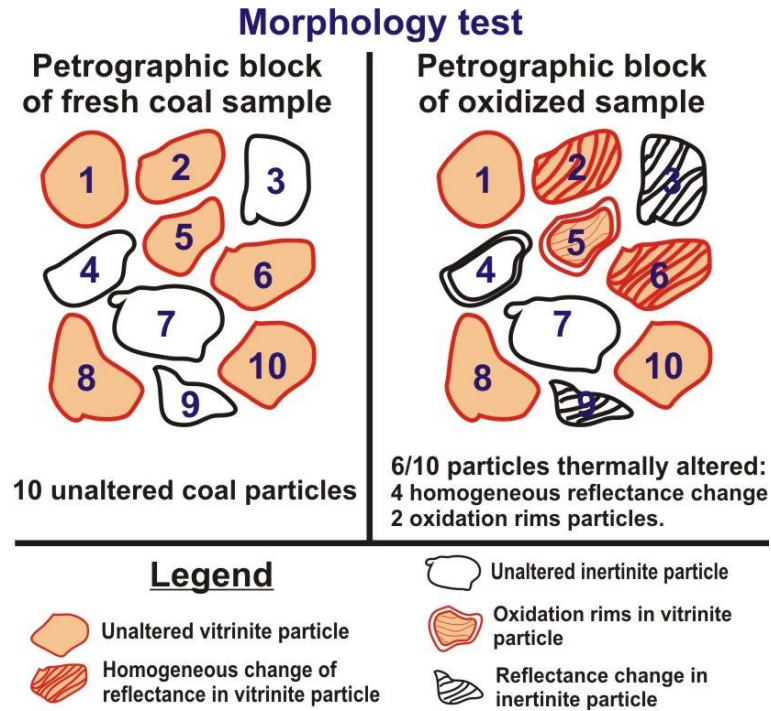 Morphology test
Petrographic block
of fresh coal sample
1
2
3
4
5
6
7
8
9
10
10 unaltered coal particles
Petrographic block
of oxidized sample
1
2
3
4
5
6
7
8
9
10
6/10 particles thermally altered:
4 homogeneous reflectance change
2 oxidation rims particles.
Legend
Unaltered vitrinite particle
Homogeneous change of
reflectance in vitrinite particle
Unaltered inertinite particle
Oxidation rims in vitrinite
particle
Reflectance change in
inertinite particle